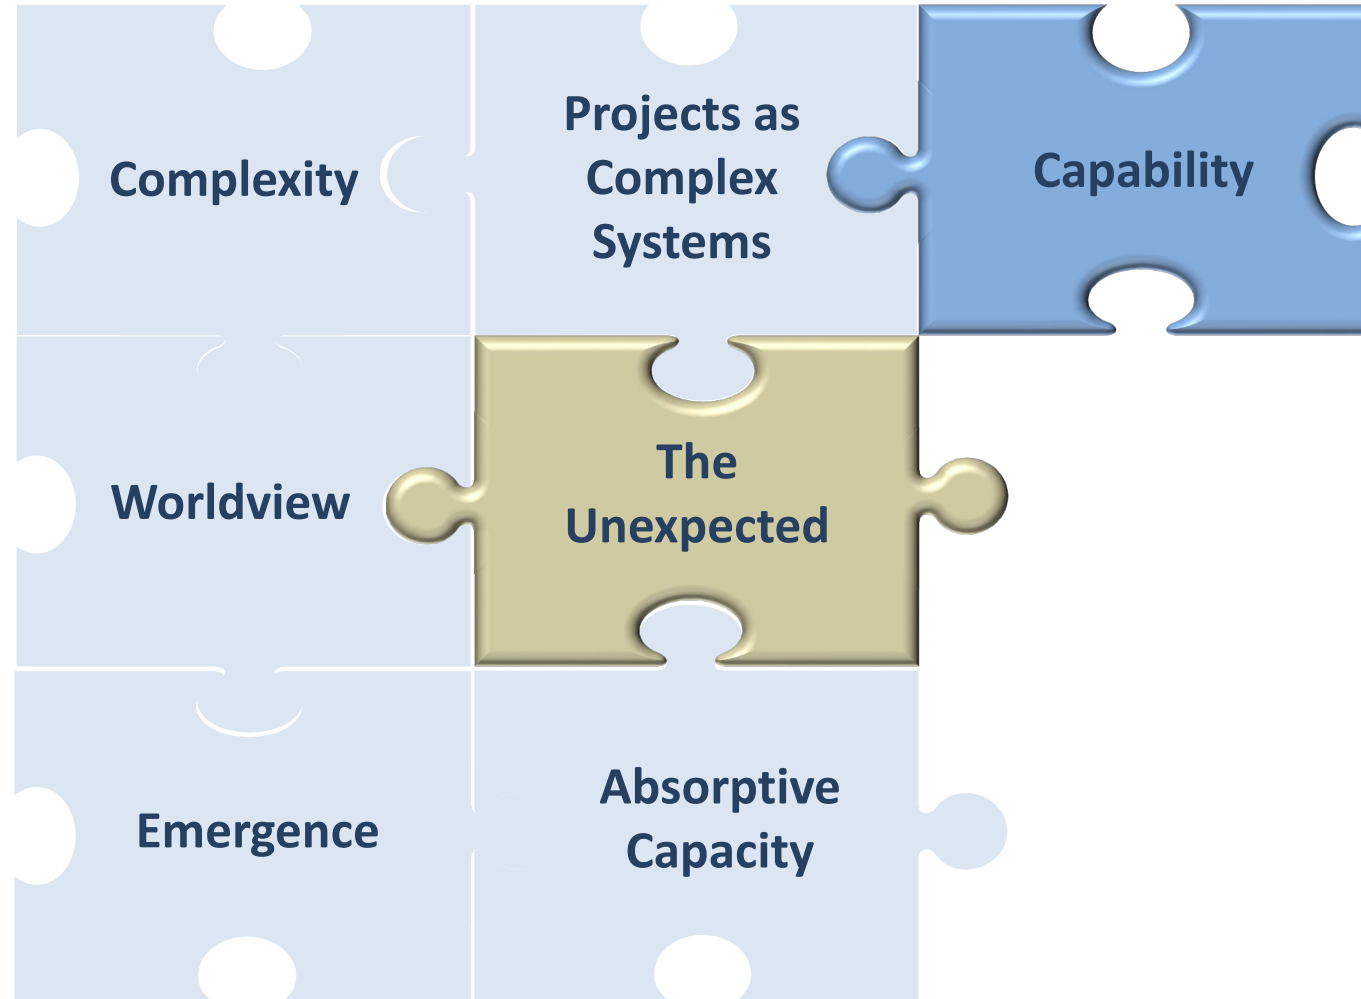 Complexity
Projects as
Complex
Systems
Capability
Worldview
The
Unexpected
Emergence
Absorptive
Capacity